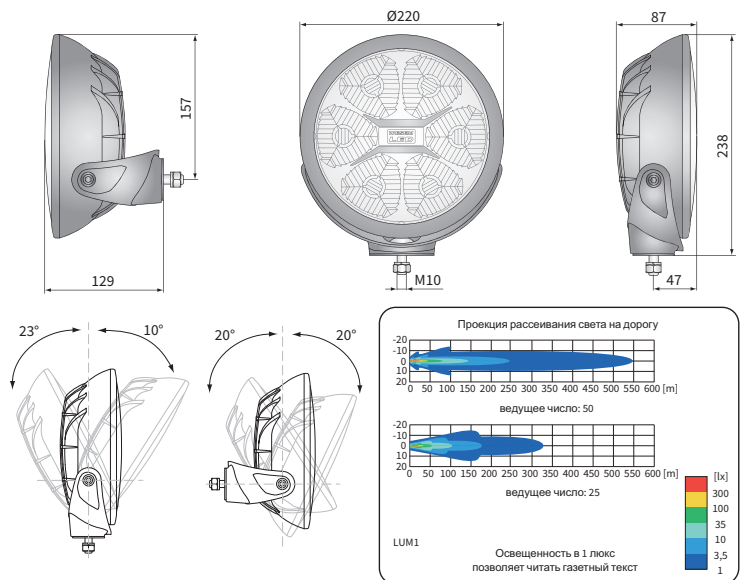 Ø220
87
157
238
129
M10
47
23°
10°
20°
20°
Проекция рассеивания света на дорогу
-20
-10
0
10
20
0 50 100 150 200 250 300 350 400 450 500 550 600 [m]
ведущее число: 50
-20
-10
0
10
20
0 50 100 150 200 250 300 350 400 450 500 550 600 [m]
ведущее число: 25
[lx]
300
100
35
10
3,5
1
LUM1
Освещенность в 1 люкс
позволяет читать газетный текст